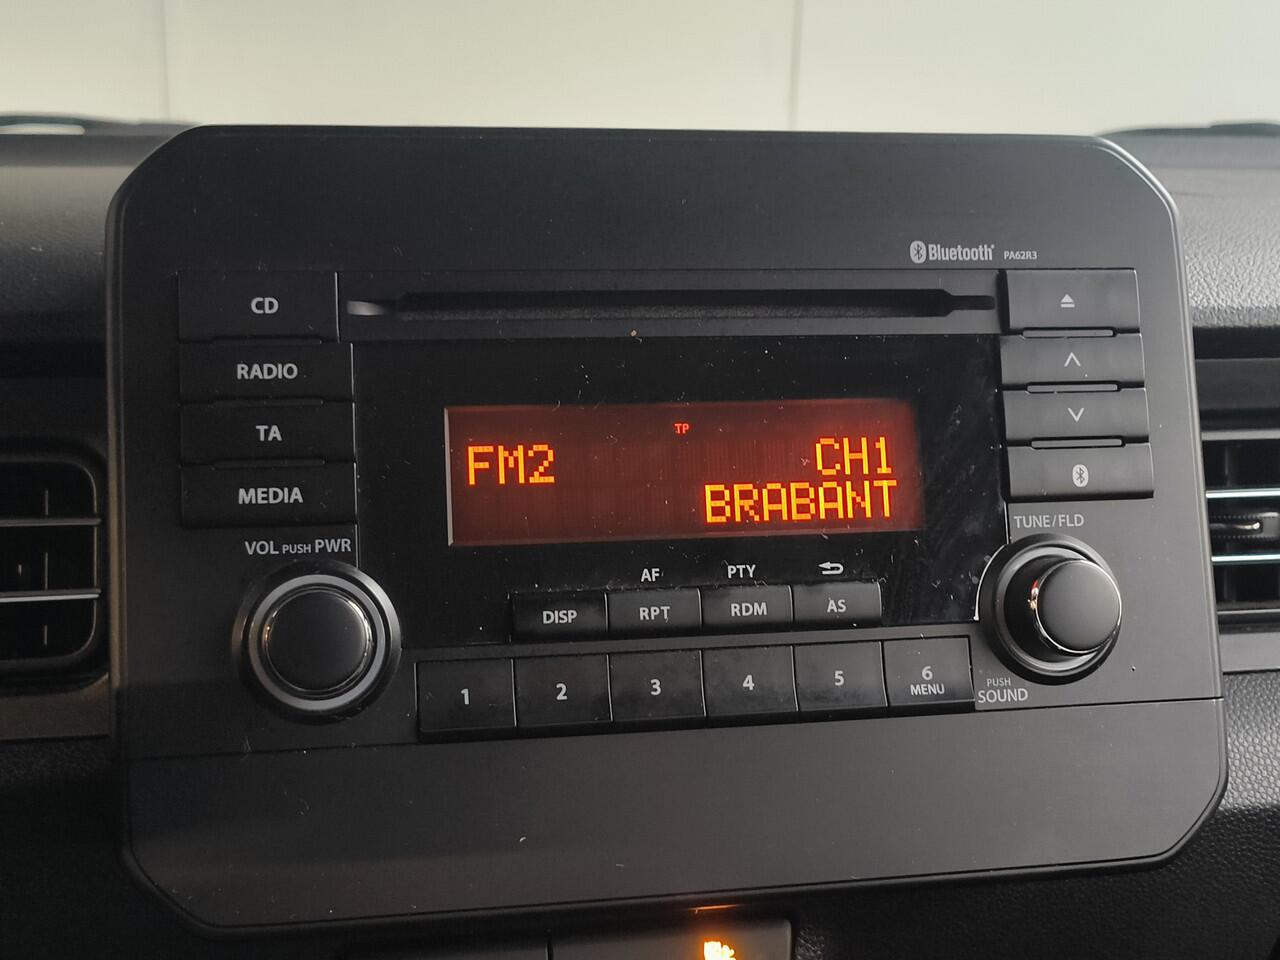 Bluetooth PA62R3
CD
RADIO
TA
MEDIA
VOL PUSH PWR
TP
FM2 CH1
BRABANT
TUNE/FLD
AF PTY
DISP RPT RDM AS
1 2 3 4 5 6
MENU
PUSH
SOUND